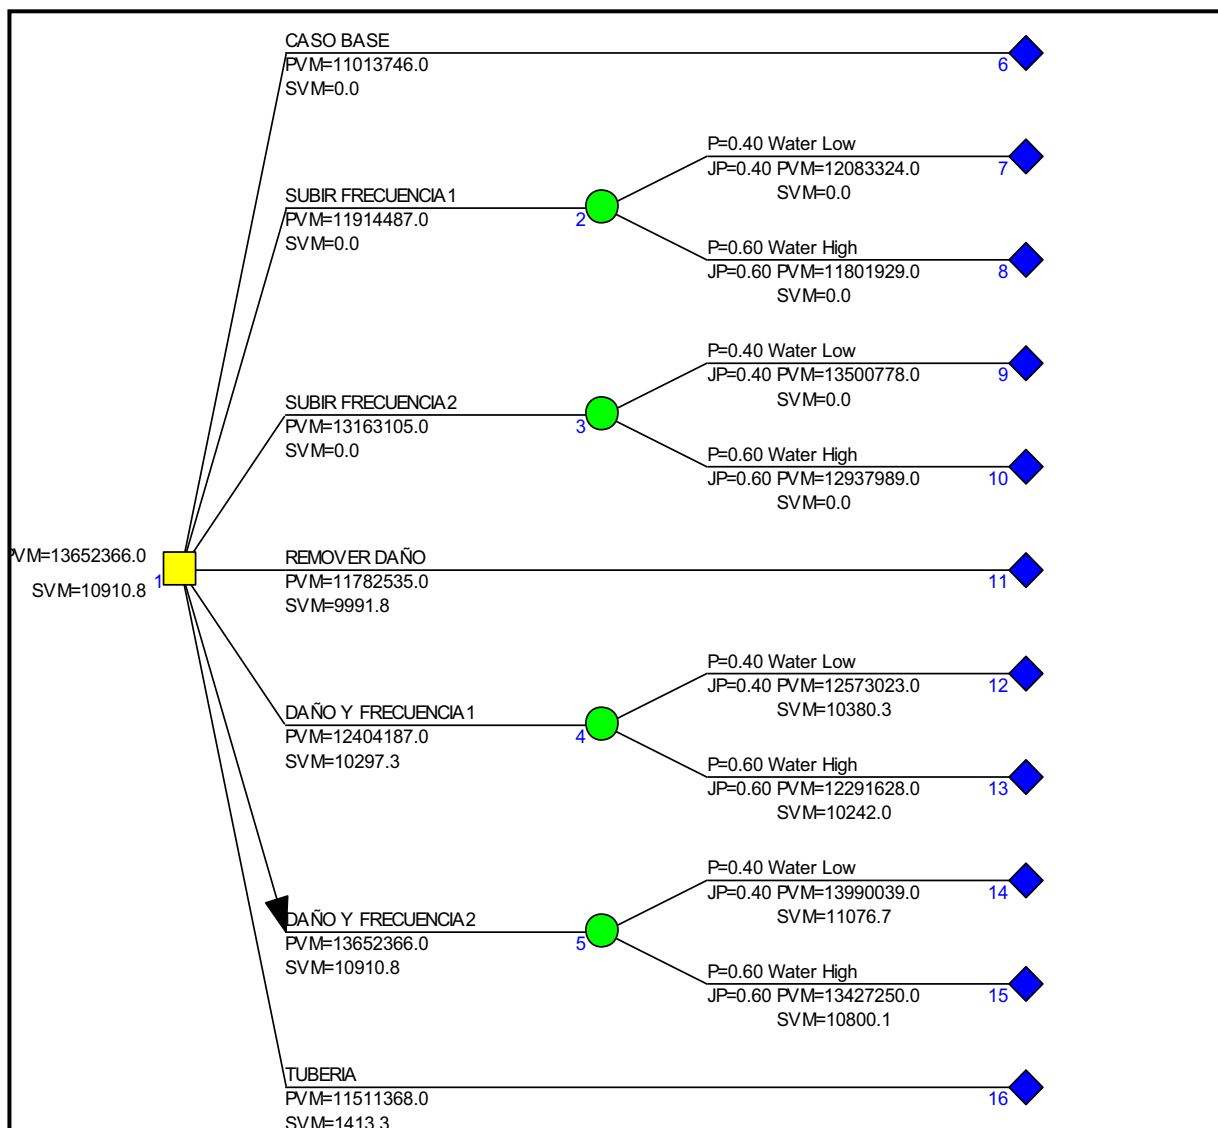 CASO BASE
PVM=11013746.0
6
SVM=0.0
P=0.40 Water Low
JP=0.40 PVM=12083324.0
7
SVM=0.0
SUBIR FRECUENCIA1
PVM=11914487.0
2
SVM=0.0
P=0.60 Water High
JP=0.60 PVM=11801929.0
8
SVM=0.0
P=0.40 Water Low
JP=0.40 PVM=13500778.0
9
SVM=0.0
SUBIR FRECUENCIA2
PVM=13163105.0
3
SVM=0.0
P=0.60 Water High
JP=0.60 PVM=12937989.0
10
SVM=0.0
PVM=13652366.0
SVM=10910.8
1
REMOVER DAÑO
PVM=11782535.0
11
SVM=9991.8
P=0.40 Water Low
JP=0.40 PVM=12573023.0
12
SVM=10380.3
DAÑO Y FRECUENCIA1
PVM=12404187.0
4
SVM=10297.3
P=0.60 Water High
JP=0.60 PVM=12291628.0
13
SVM=10242.0
P=0.40 Water Low
JP=0.40 PVM=13990039.0
14
SVM=11076.7
DAÑO Y FRECUENCIA2
PVM=13652366.0
5
SVM=10910.8
P=0.60 Water High
JP=0.60 PVM=13427250.0
15
SVM=10800.1
TUBERIA
PVM=11511368.0
16
SVM=1413.3